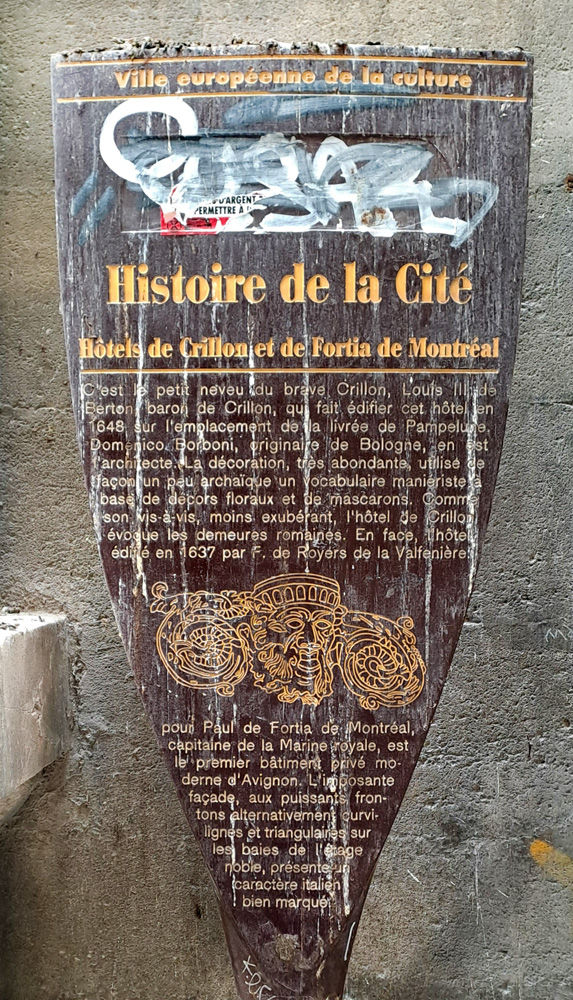 Ville européenne de la culture
D'ARGENT
PERMETTRE A
Histoire de la Cité
Hôtels de Crillon et de Fortia de Montréal
C'est le petit neveu du brave Crillon, Louis III de
Berton, baron de Crillon, qui fait édifier cet hôtel en
1648 sur l'emplacement de la livrée de Pampelune.
Domenico Borboni, originaire de Bologne, en est
l'architecte. La décoration, très abondante, utilise de
façon un peu archaïque un vocabulaire maniériste à
base de décors floraux et de mascarons. Comme
son vis-à-vis, moins exubérant, l'hôtel de Crillon
évoque les demeures romaines. En face, l'hôtel
édifié en 1637 par F. de Royers de la Valfenière
pour Paul de Fortia de Montréal,
capitaine de la Marine royale, est
le premier bâtiment privé mo-
derne d'Avignon. L'imposante
façade, aux puissants fron-
tons alternativement curvi-
lignes et triangulaires sur
les baies de l'étage
noble, présente un
caractère italien
bien marqué.